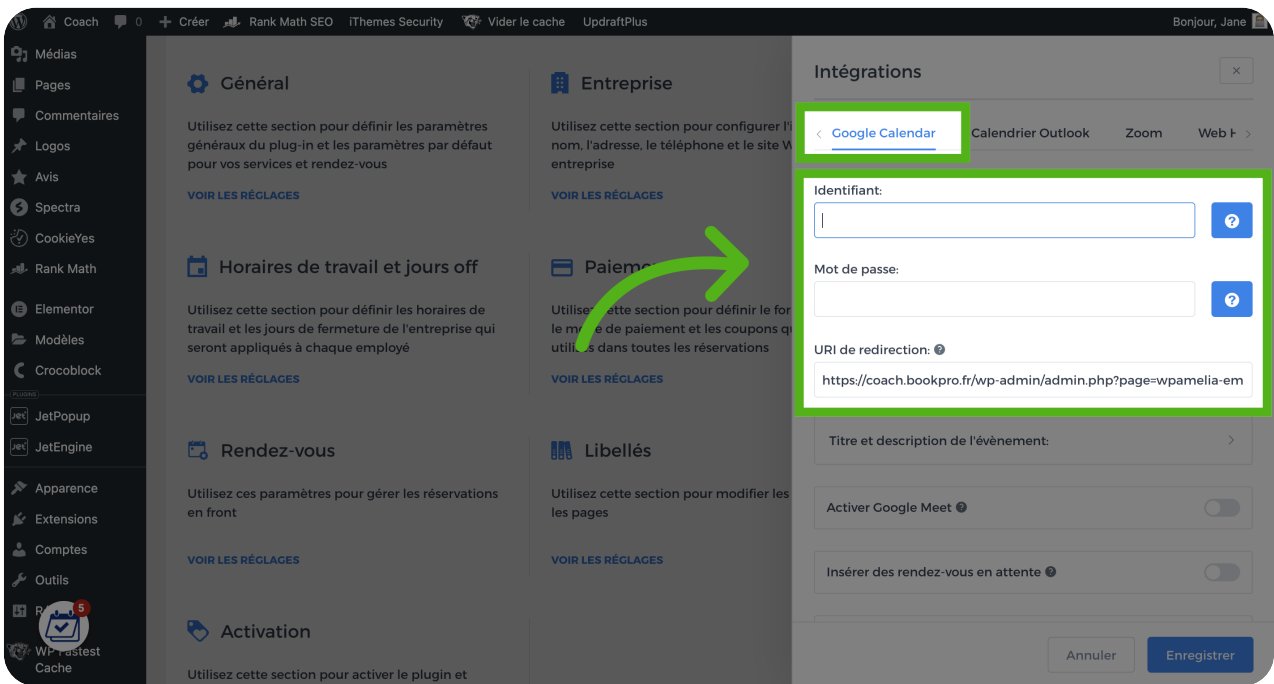 Coach 0 Créer Rank Math SEO iThemes Security Vider le cache UpdraftPlus Bonjour, Jane
Médias
Pages
Commentaires
Logos
Avis
Spectra
CookieYes
Rank Math
Elementor
Modèles
Crocoblock
PLUGINS
Jet JetPopup
Jet JetEngine
Apparence
Extensions
Comptes
Outils
5
WP Fastest
Cache
Général
Utilisez cette section pour définir les paramètres
généraux du plug-in et les paramètres par défaut
pour vos services et rendez-vous
VOIR LES RÉGLAGES
Entreprise
Utilisez cette section pour configurer l'i
nom, l'adresse, le téléphone et le site W
entreprise
VOIR LES RÉGLAGES
Horaires de travail et jours off
Utilisez cette section pour définir les horaires de
travail et les jours de fermeture de l'entreprise qui
seront appliqués à chaque employé
VOIR LES RÉGLAGES
Utilisez cette section pour définir le for
le de paiement et les coupons qu
utilisés dans toutes les réservations
VOIR LES RÉGLAGES
Rendez-vous
Utilisez ces paramètres pour gérer les réservations
en front
VOIR LES RÉGLAGES
Libellés
Utilisez cette section pour modifier les
les pages
VOIR LES RÉGLAGES
Activation
Utilisez cette section pour activer le plugin et
Intégrations
Google Calendar Calendrier Outlook Zoom Web H
Identifiant:
Mot de passe:
URI de redirection:
https://coach.bookpro.fr/wp-admin/admin.php?page=wpamelia-em
Titre et description de l'évènement:
Activer Google Meet
Insérer des rendez-vous en attente
Annuler Enregistrer